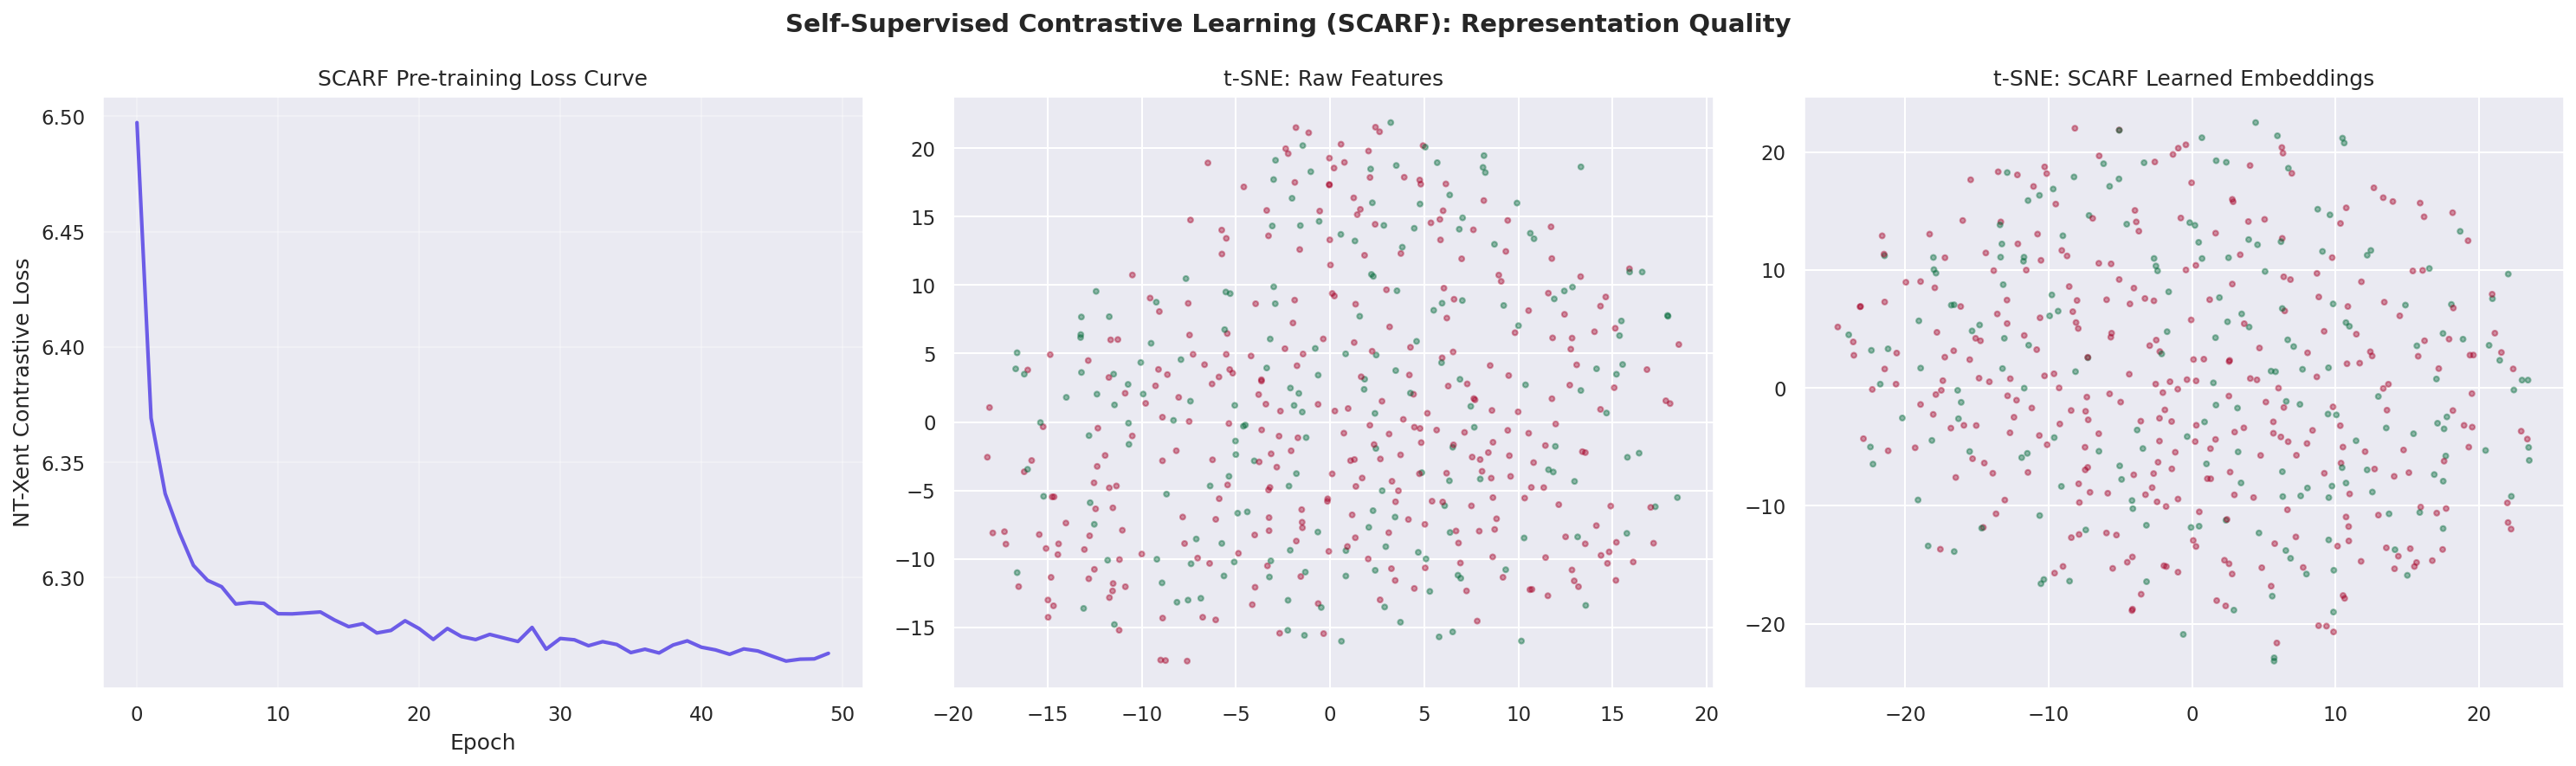 Self-Supervised Contrastive Learning (SCARF): Representation Quality
SCARF Pre-training Loss Curve
6.50
6.45
6.40
6.35
6.30
NT-Xent Contrastive Loss
0 10 20 30 40 50
Epoch
t-SNE: Raw Features
20
15
10
5
0
−5
−10
−15
−20 −15 −10 −5 0 5 10 15 20
t-SNE: SCARF Learned Embeddings
20
10
0
−10
−20
−20 −10 0 10 20